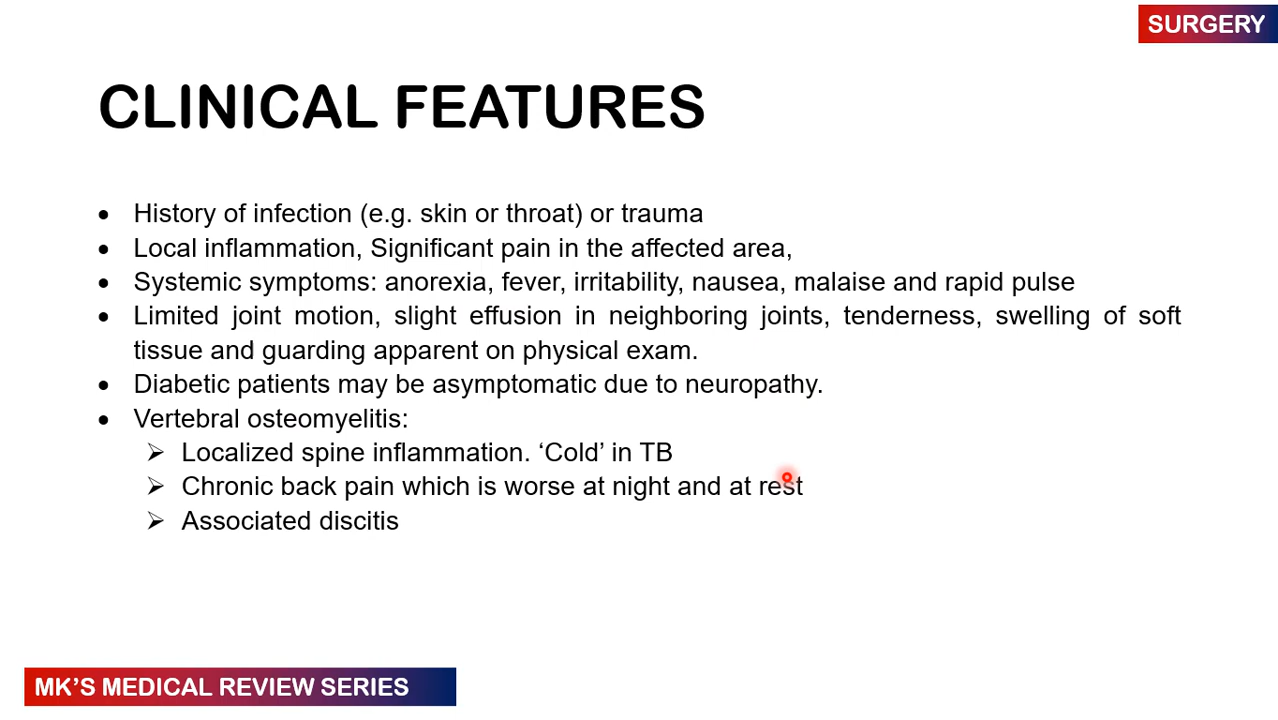 SURGERY
CLINICAL FEATURES
• History of infection (e.g. skin or throat) or trauma
• Local inflammation, Significant pain in the affected area,
• Systemic symptoms: anorexia, fever, irritability, nausea, malaise and rapid pulse
• Limited joint motion, slight effusion in neighboring joints, tenderness, swelling of soft
tissue and guarding apparent on physical exam.
• Diabetic patients may be asymptomatic due to neuropathy.
• Vertebral osteomyelitis:
➢ Localized spine inflammation. ‘Cold’ in TB
➢ Chronic back pain which is worse at night and at rest
➢ Associated discitis
MK’S MEDICAL REVIEW SERIES